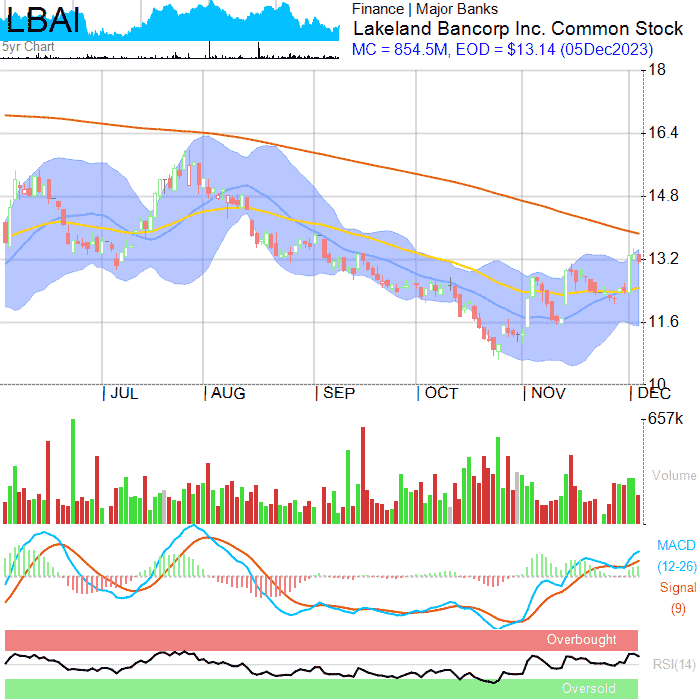 LBAI
5yr Chart
Finance | Major Banks
Lakeland Bancorp Inc. Common Stock
MC = 854.5M, EOD = $13.14 (05Dec2023)
18
16.4
14.8
13.2
11.6
10
| JUL | AUG | SEP | OCT | NOV | DEC
657k
Volume
MACD
(12-26)
Signal
(9)
Overbought
RSI(14)
Oversold